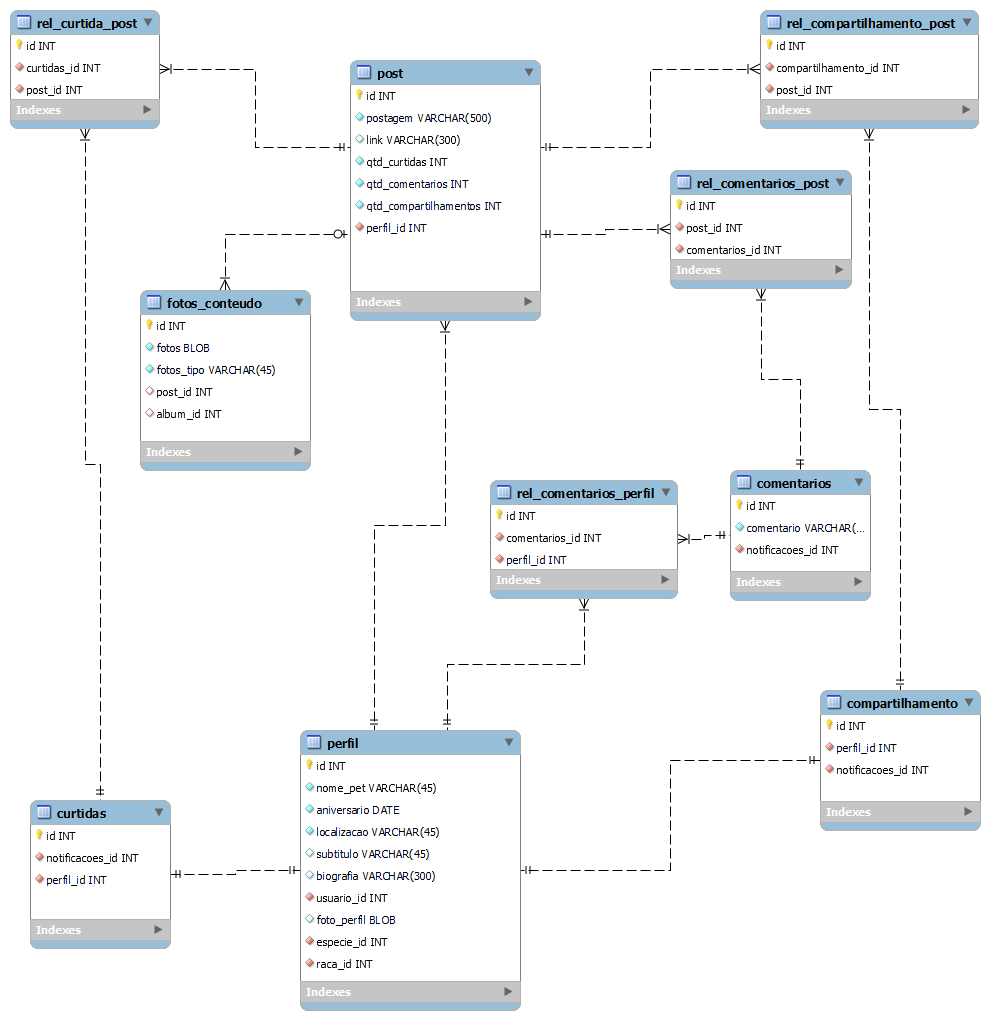 rel_curtida_post
id INT
curtidas_id INT
post_id INT
Indexes
post
id INT
postagem VARCHAR(500)
link VARCHAR(300)
qtd_curtidas INT
qtd_comentarios INT
qtd_compartilhamentos INT
perfil_id INT
Indexes
rel_compartilhamento_post
id INT
compartilhamento_id INT
post_id INT
Indexes
rel_comentarios_post
id INT
post_id INT
comentarios_id INT
Indexes
fotos_conteudo
id INT
fotos BLOB
fotos_tipo VARCHAR(45)
post_id INT
album_id INT
Indexes
rel_comentarios_perfil
id INT
comentarios_id INT
perfil_id INT
Indexes
comentarios
id INT
comentario VARCHAR(...
notificacoes_id INT
Indexes
compartilhamento
id INT
perfil_id INT
notificacoes_id INT
Indexes
perfil
id INT
nome_pet VARCHAR(45)
aniversario DATE
localizacao VARCHAR(45)
subtitulo VARCHAR(45)
biografia VARCHAR(300)
usuario_id INT
foto_perfil BLOB
especie_id INT
raca_id INT
Indexes
curtidas
id INT
notificacoes_id INT
perfil_id INT
Indexes